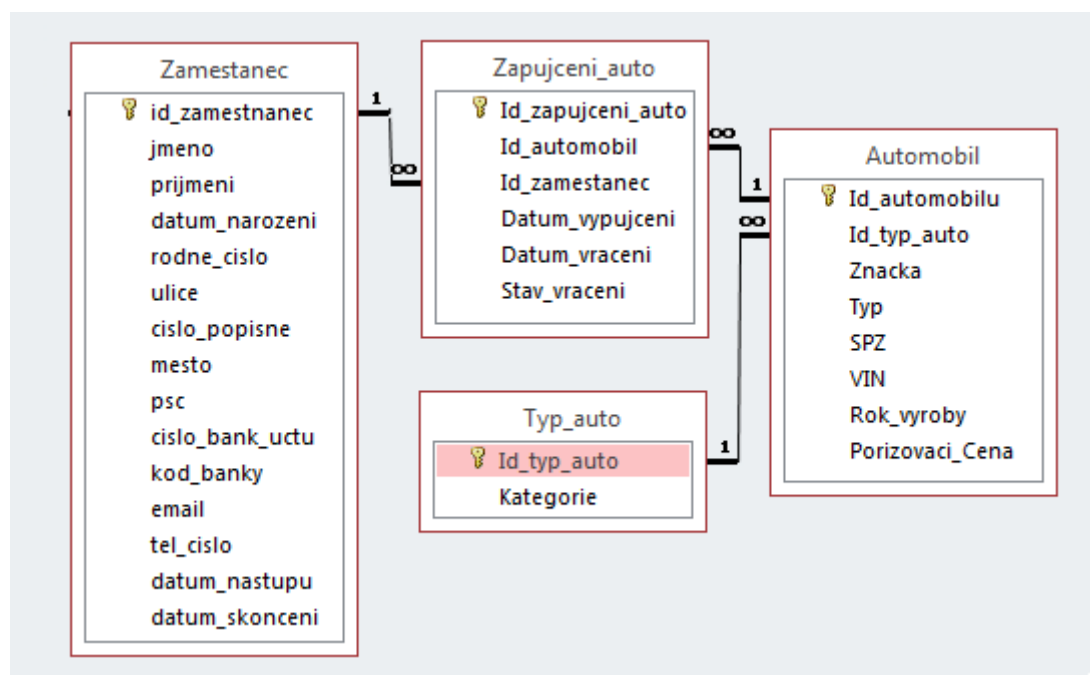 Zamestanec
id_zamestnanec
jmeno
prijmeni
datum_narozeni
rodne_cislo
ulice
cislo_popisne
mesto
psc
cislo_bank_uctu
kod_banky
email
tel_cislo
datum_nastupu
datum_skonceni
1
∞
Zapujceni_auto
Id_zapujceni_auto
Id_automobil
Id_zamestanec
Datum_vypujceni
Datum_vraceni
Stav_vraceni
∞
1
Typ_auto
Id_typ_auto
Kategorie
1
∞
Automobil
Id_automobilu
Id_typ_auto
Znacka
Typ
SPZ
VIN
Rok_vyroby
Porizovaci_Cena